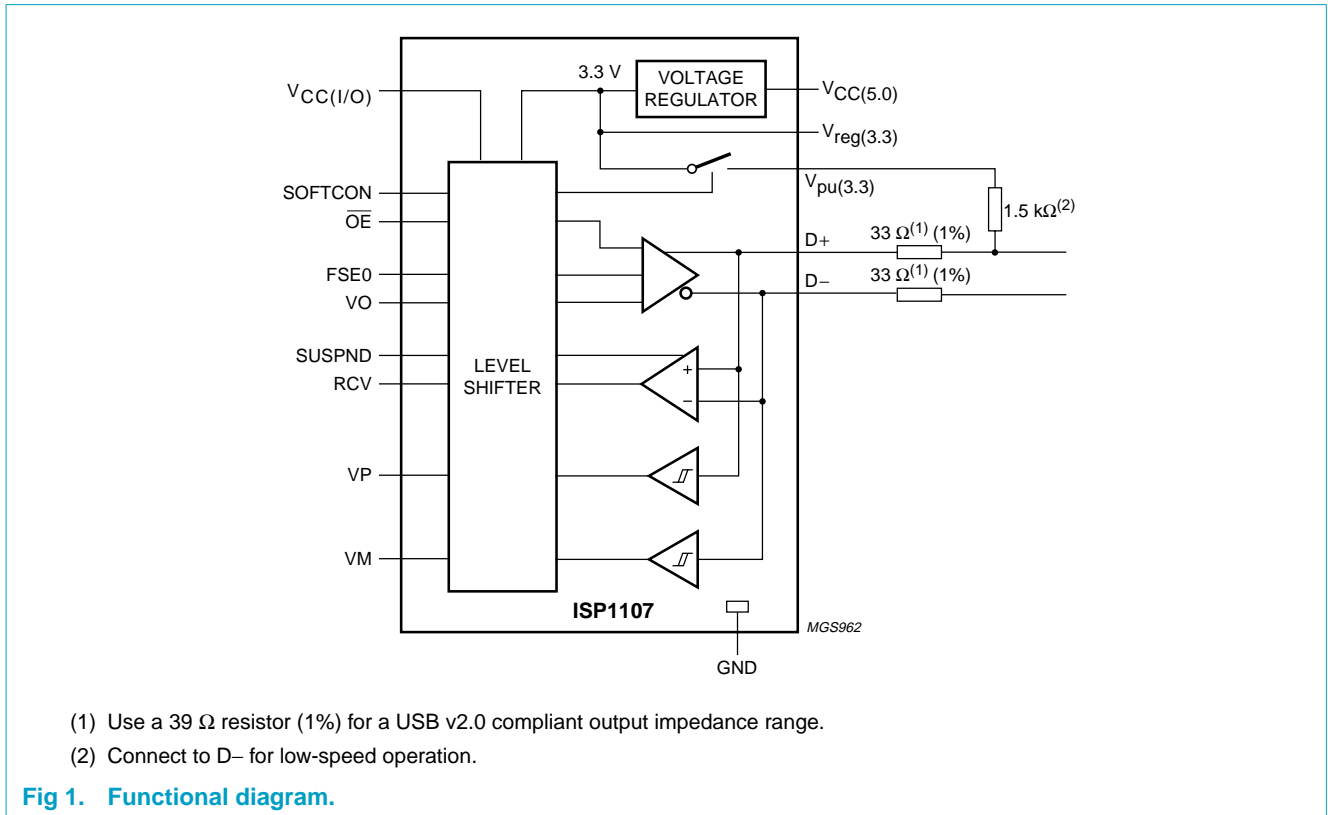 3.3 V
VOLTAGE
REGULATOR
VCC(I/O)
VCC(5.0)
Vreg(3.3)
SOFTCON
Vpu(3.3)
1.5 kΩ(2)
OE
D+
33 Ω(1) (1%)
FSE0
D−
33 Ω(1) (1%)
VO
SUSPND
LEVEL
SHIFTER
+
RCV
−
VP
VM
ISP1107
MGS962
GND
(1) Use a 39 Ω resistor (1%) for a USB v2.0 compliant output impedance range.
(2) Connect to D− for low-speed operation.
Fig 1. Functional diagram.